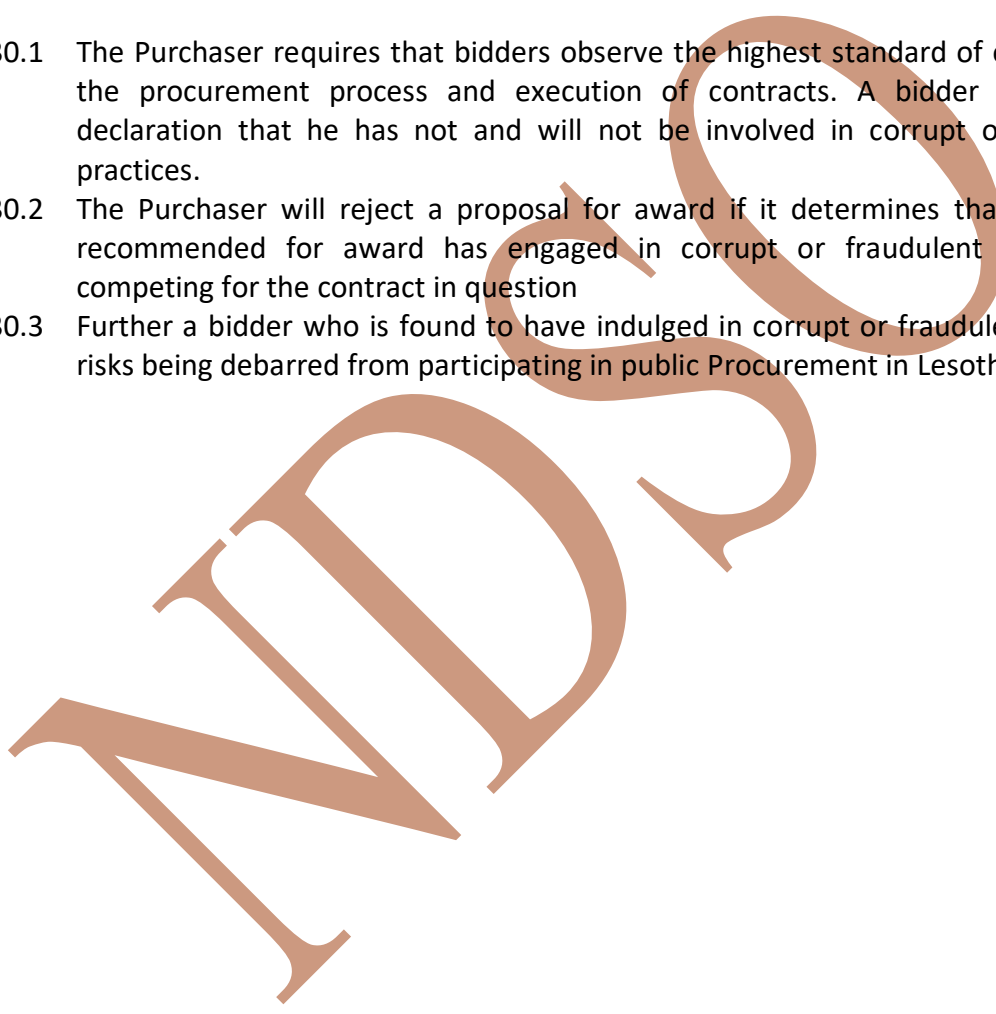 30.1 The Purchaser requires that bidders observe the highest standard of
the procurement process and execution of contracts. A bidder
declaration that he has not and will not be involved in corrupt
practices.
30.2 The Purchaser will reject a proposal for award if it determines
recommended for award has engaged in corrupt or fraudulent
competing for the contract in question
30.3 Further a bidder who is found to have indulged in corrupt or
risks being debarred from participating in public Procurement in
NDSO